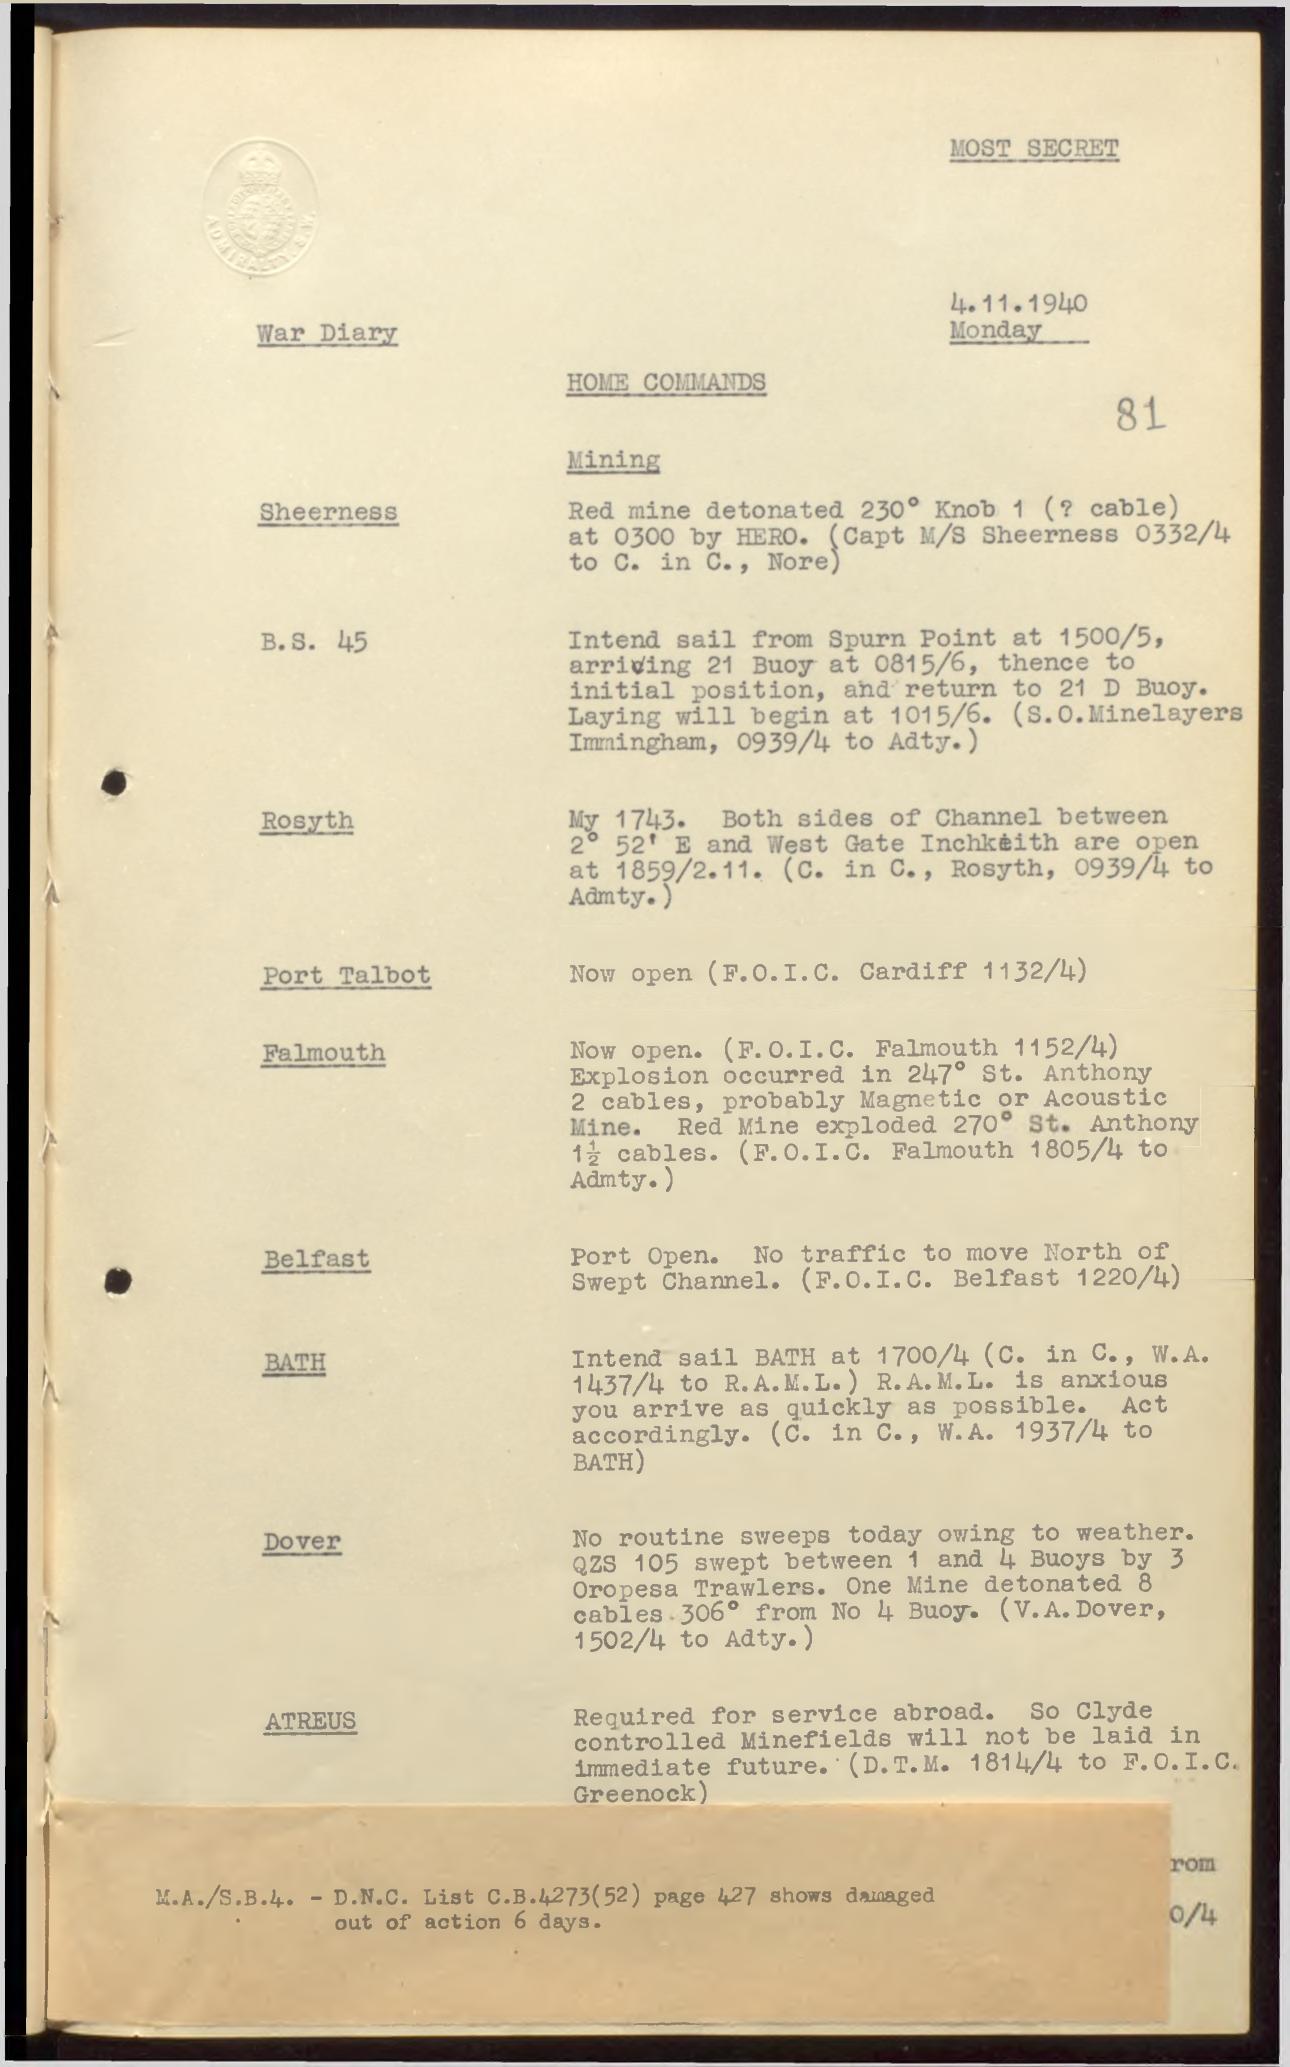 MOST SECRET
ADMIRALTY. S.W.
4.11.1940
War Diary
Monday
HOME COMMANDS
81
Mining
Sheerness
Red mine detonated 230° Knob 1 (? cable)
at 0300 by HERO. (Capt M/S Sheerness 0332/4
to C. in C., Nore)
B.S. 45
Intend sail from Spurn Point at 1500/5,
arriving 21 Buoy at 0815/6, thence to
initial position, and return to 21 D Buoy.
Laying will begin at 1015/6. (S.O.Minelayers
Immingham, 0939/4 to Adty.)
Rosyth
My 1743. Both sides of Channel between
2° 52' E and West Gate Inchkeith are open
at 1859/2.11. (C. in C., Rosyth, 0939/4 to
Admty.)
Port Talbot
Now open (F.O.I.C. Cardiff 1132/4)
Falmouth
Now open. (F.O.I.C. Falmouth 1152/4)
Explosion occurred in 247° St. Anthony
2 cables, probably Magnetic or Acoustic
Mine. Red Mine exploded 270° St. Anthony
1½ cables. (F.O.I.C. Falmouth 1805/4 to
Admty.)
Belfast
Port Open. No traffic to move North of
Swept Channel. (F.O.I.C. Belfast 1220/4)
BATH
Intend sail BATH at 1700/4 (C. in C., W.A.
1437/4 to R.A.M.L.) R.A.M.L. is anxious
you arrive as quickly as possible. Act
accordingly. (C. in C., W.A. 1937/4 to
BATH)
Dover
No routine sweeps today owing to weather.
QZS 105 swept between 1 and 4 Buoys by 3
Oropesa Trawlers. One Mine detonated 8
cables 306° from No 4 Buoy. (V.A.Dover,
1502/4 to Adty.)
ATREUS
Required for service abroad. So Clyde
controlled Minefields will not be laid in
immediate future. (D.T.M. 1814/4 to F.O.I.C.
Greenock)
rom
0/4
M.A./S.B.4. - D.N.C. List C.B.4273(52) page 427 shows damaged
out of action 6 days.